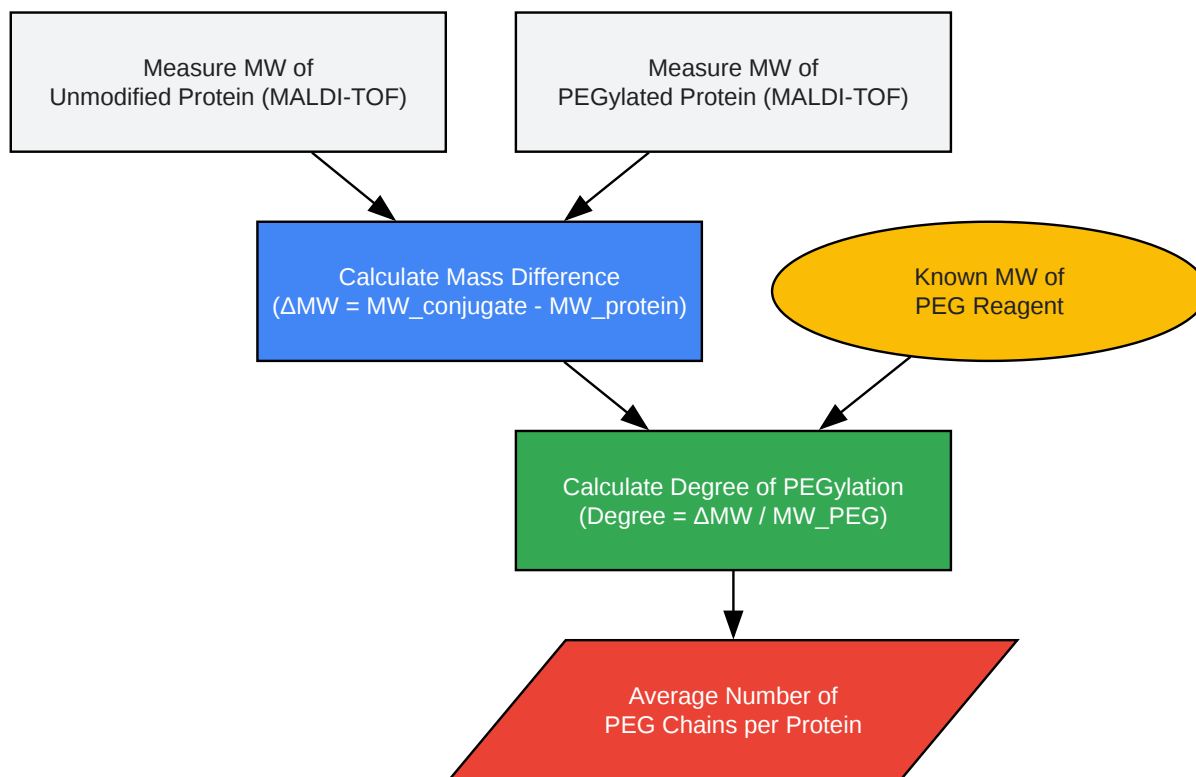 Measure MW of
Unmodified Protein (MALDI-TOF)
Measure MW of
PEGylated Protein (MALDI-TOF)
Calculate Mass Difference
(ΔMW = MW_conjugate - MW_protein)
Known MW of
PEG Reagent
Calculate Degree of PEGylation
(Degree = ΔMW / MW_PEG)
Average Number of
PEG Chains per Protein